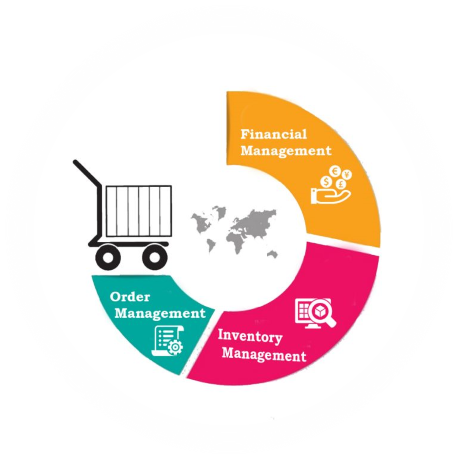 Financial
Management
Order
Management
Inventory
Management